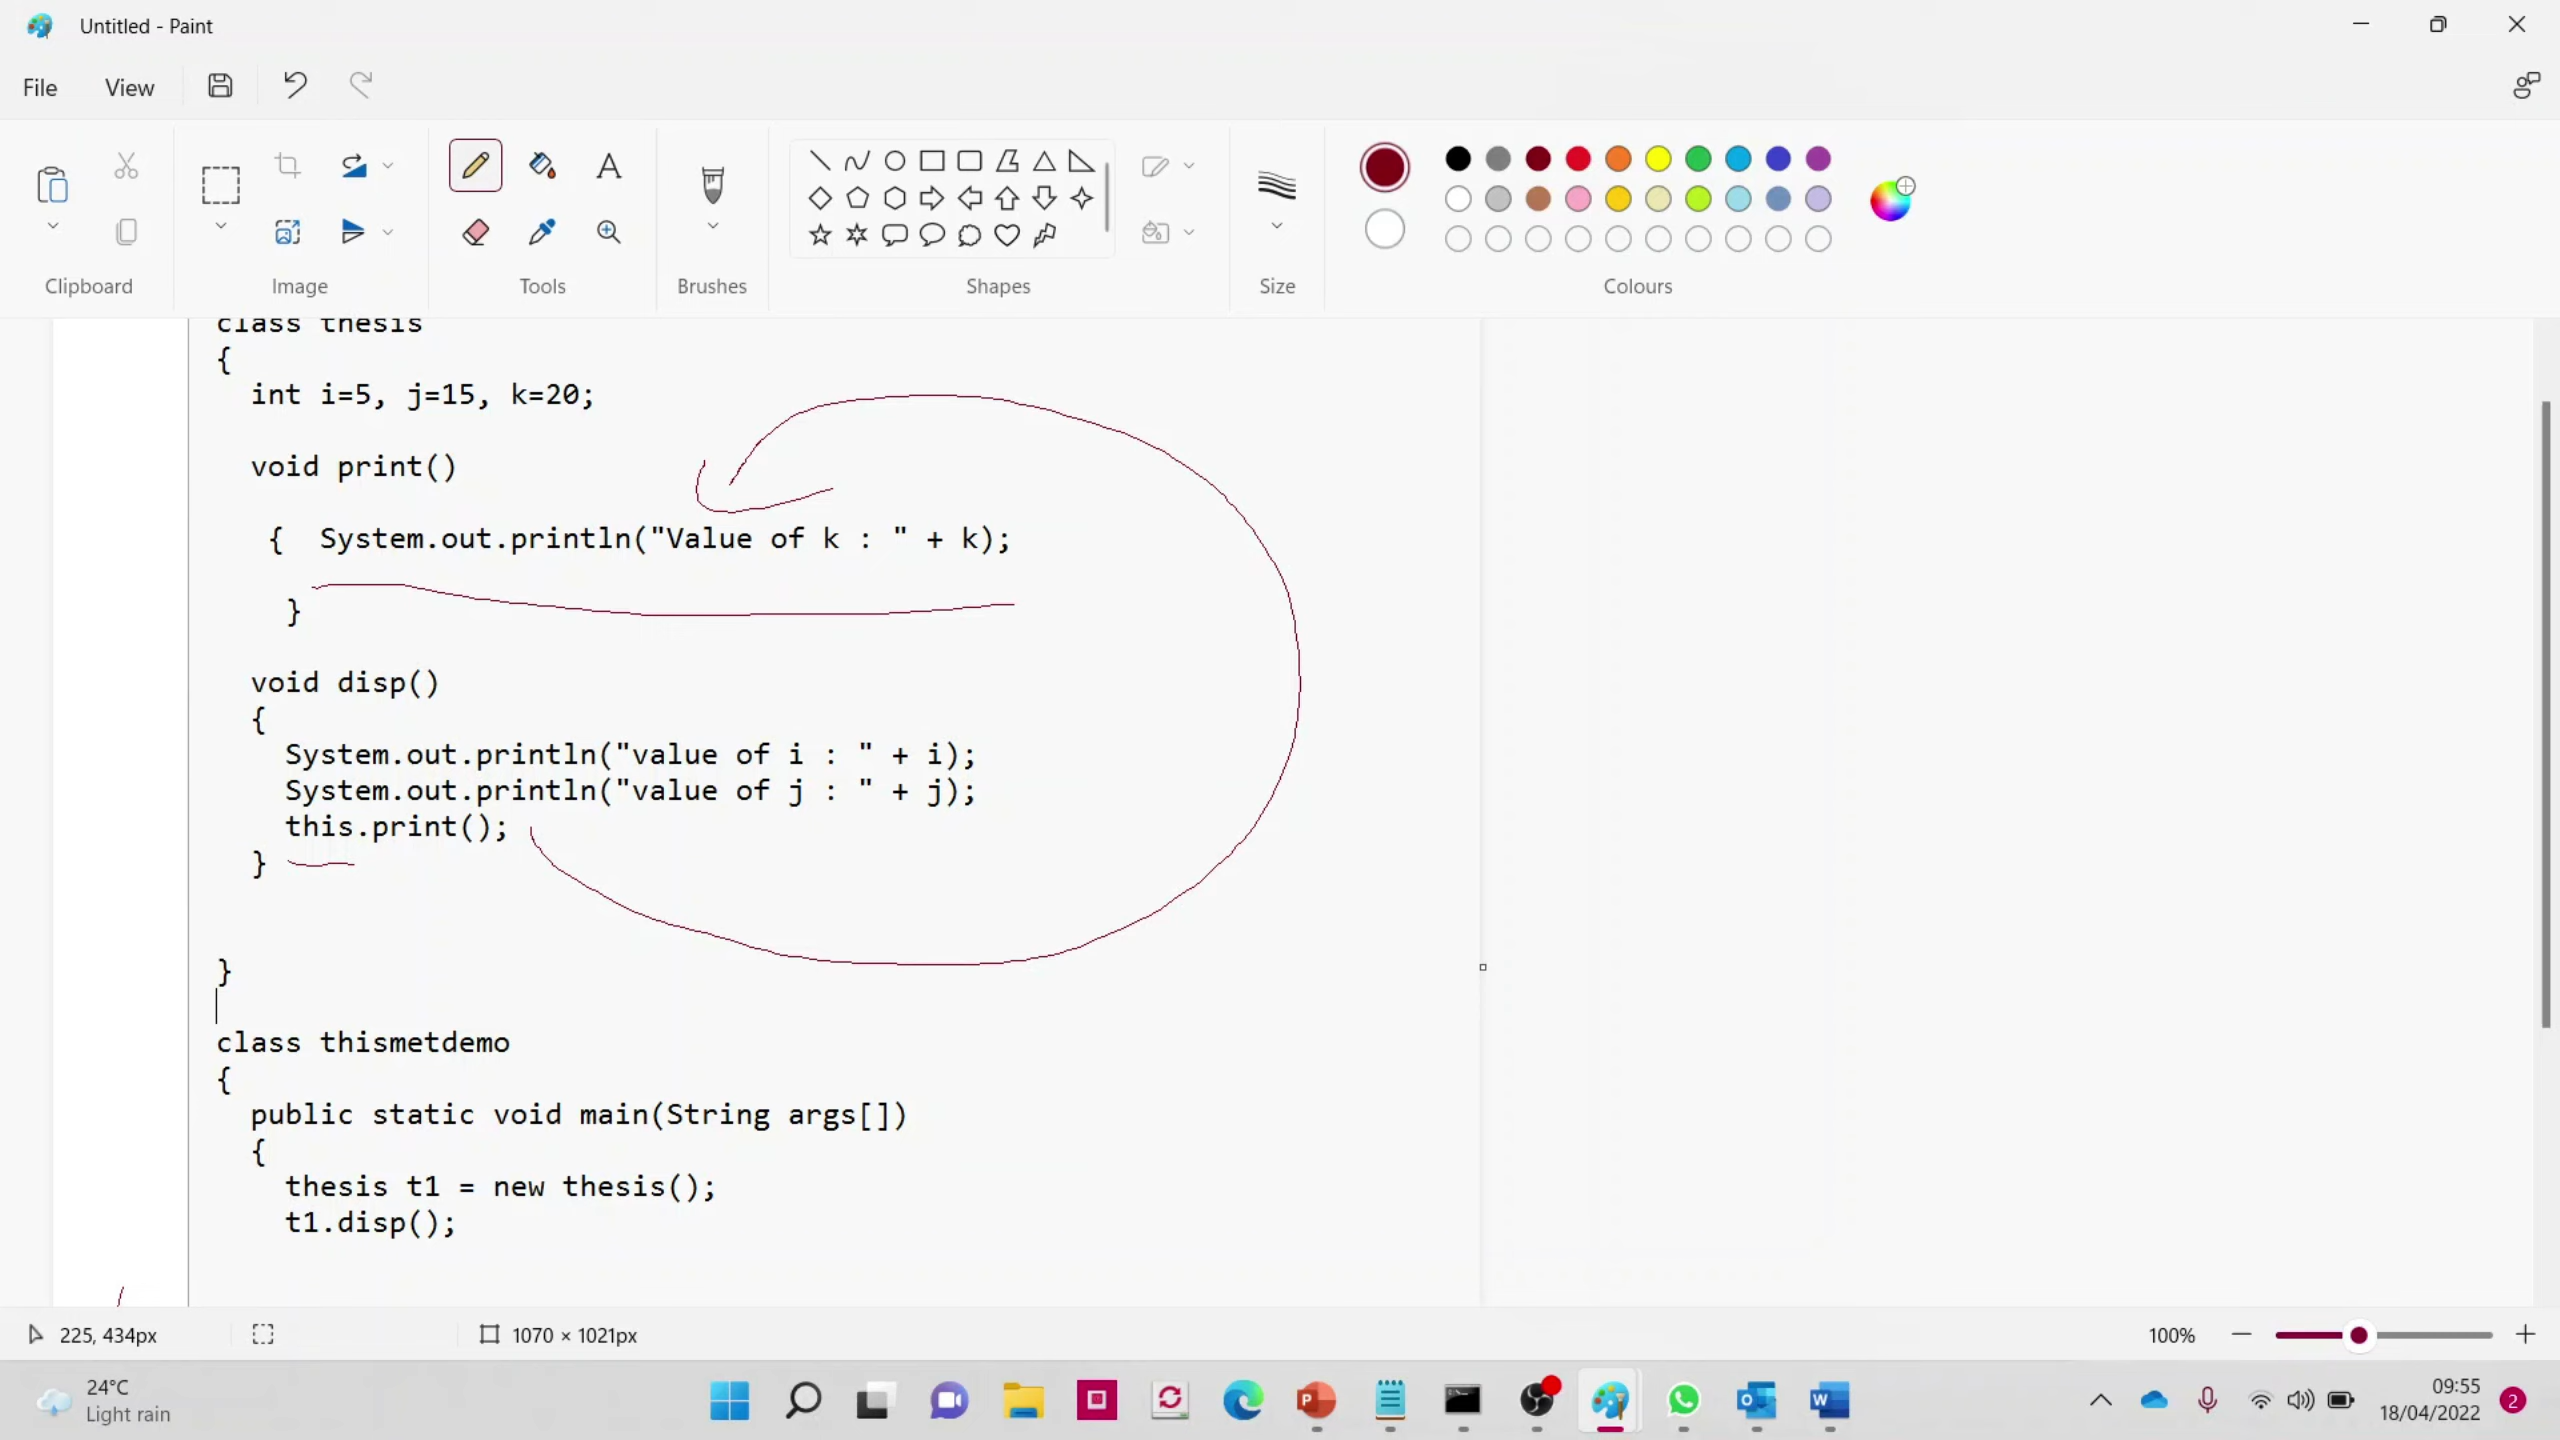 Untitled - Paint
File View
Clipboard Image Tools Brushes Shapes Size Colours
class thesis
{
int i=5, j=15, k=20;
void print()
{ System.out.println("Value of k : " + k);
}
void disp()
{
System.out.println("value of i : " + i);
System.out.println("value of j : " + j);
this.print();
}
}
class thismetdemo
{
public static void main(String args[])
{
thesis t1 = new thesis();
t1.disp();
225, 434px 1070 × 1021px 100%
24°C
Light rain
09:55
18/04/2022
2